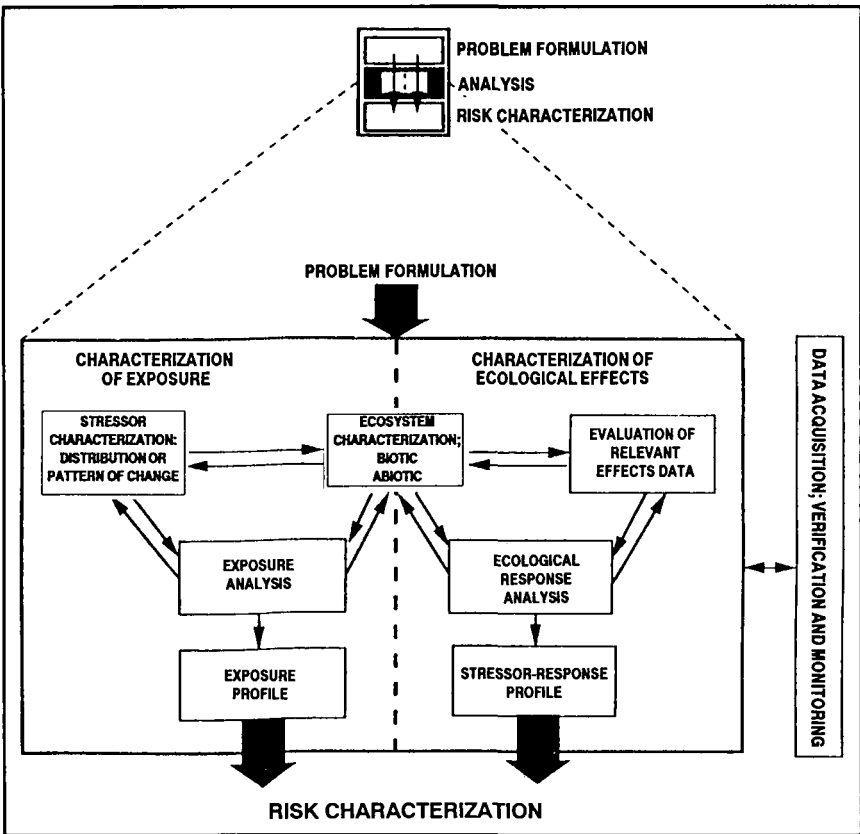 PROBLEM FORMULATION
ANALYSIS
RISK CHARACTERIZATION
PROBLEM FORMULATION
CHARACTERIZATION
OF EXPOSURE
CHARACTERIZATION OF
ECOLOGICAL EFFECTS
STRESSOR
CHARACTERIZATION:
DISTRIBUTION OR
PATTERN OF CHANGE
ECOSYSTEM
CHARACTERIZATION;
BIOTIC
ABIOTIC
EVALUATION OF
RELEVANT
EFFECTS DATA
EXPOSURE
ANALYSIS
ECOLOGICAL
RESPONSE
ANALYSIS
EXPOSURE
PROFILE
STRESSOR-RESPONSE
PROFILE
DATA ACQUISITION; VERIFICATION AND MONITORING
RISK CHARACTERIZATION